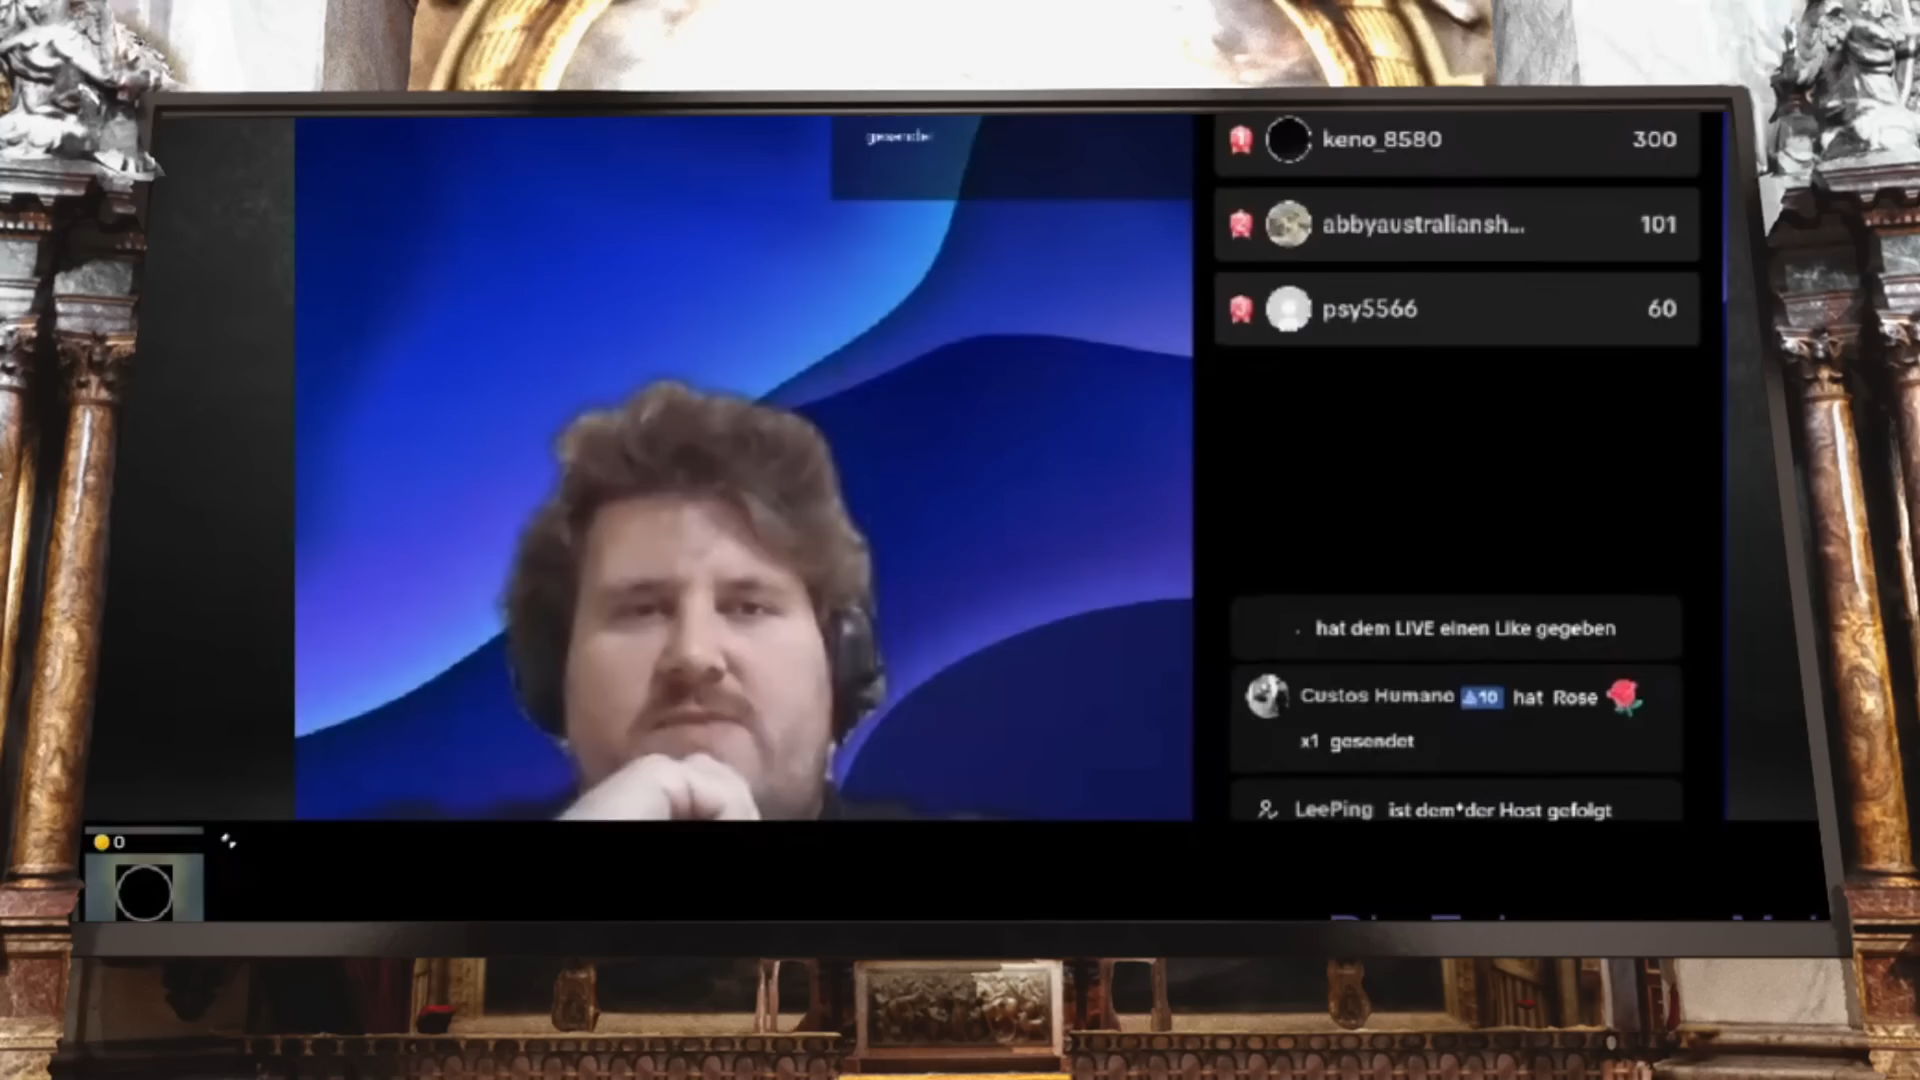 gesendet
keno_8580 300
abbyaustraliansh... 101
psy5566 60
hat dem LIVE einen Like gegeben
Custos Humano 10 hat Rose
x1 gesendet
LeePing ist dem*der Host gefolgt
0